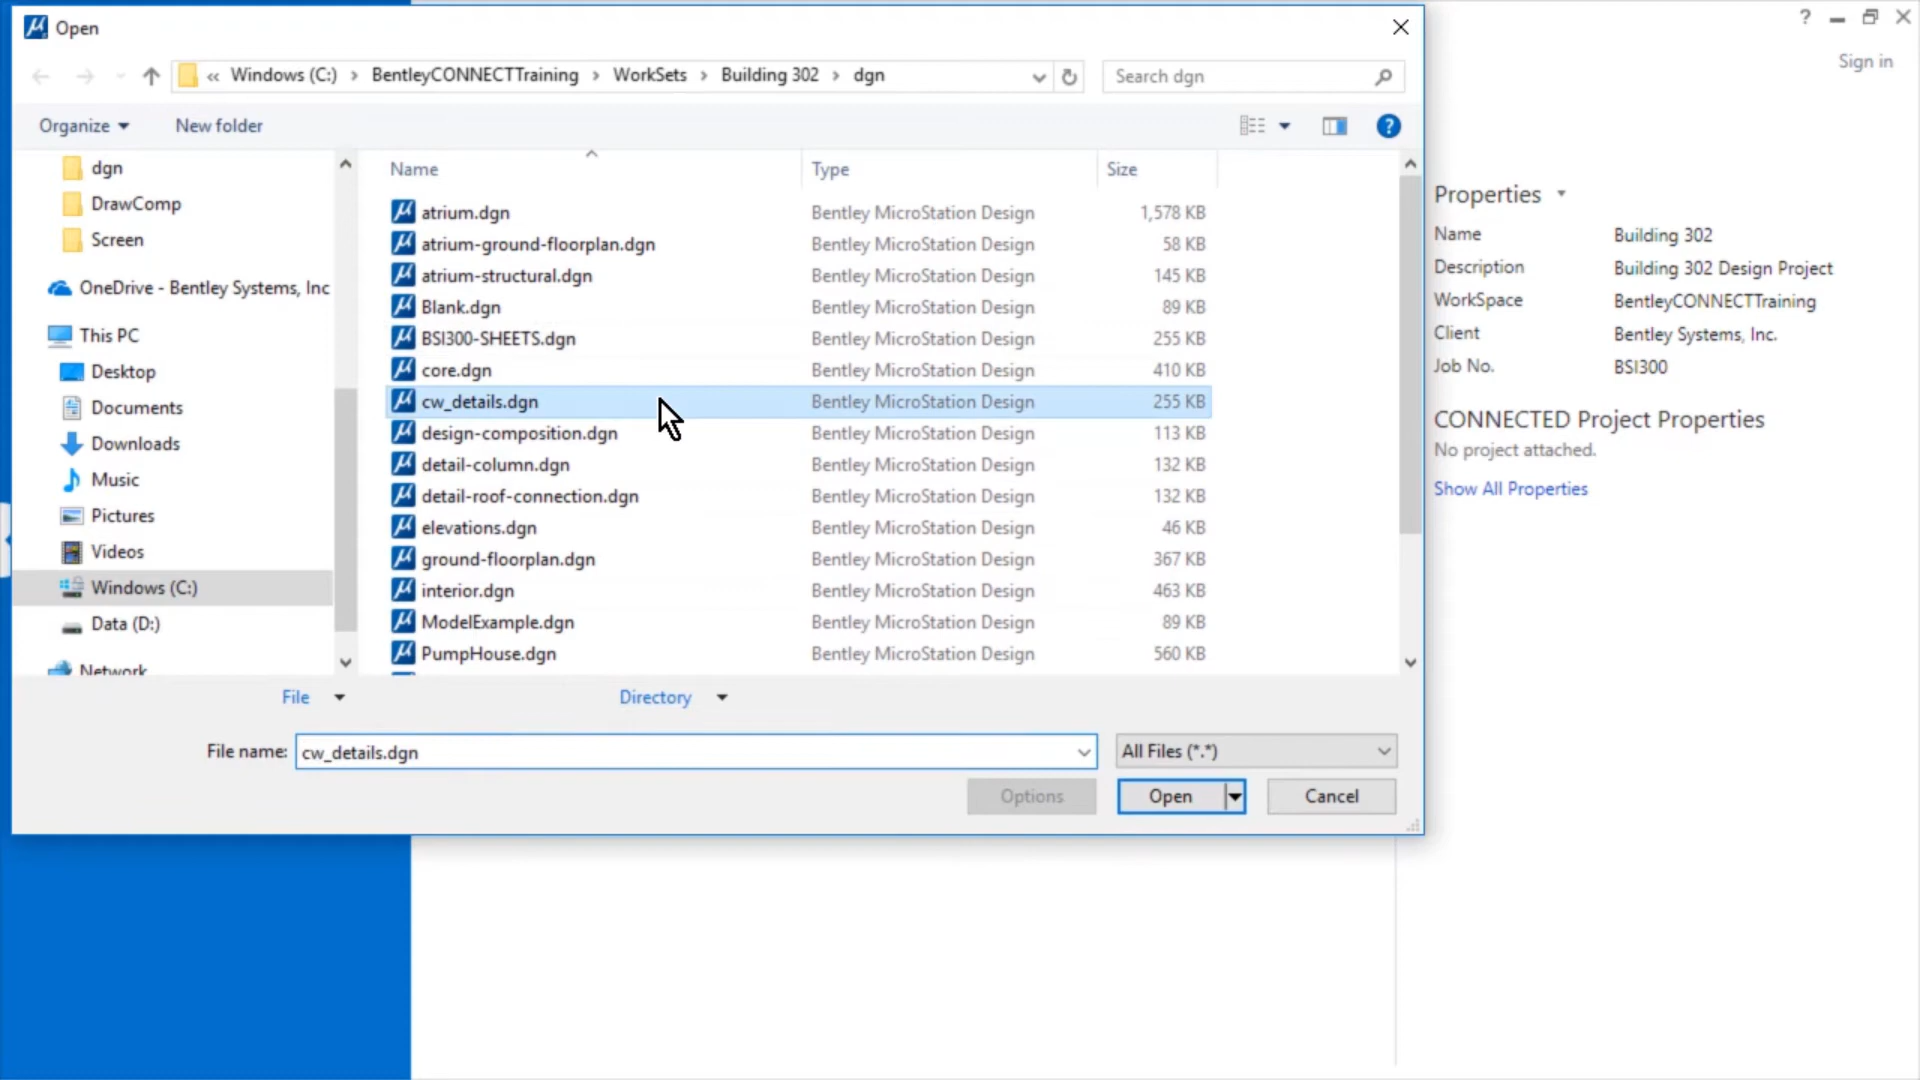 Open
?
Sign in
« Windows (C:) › BentleyCONNECTTraining › WorkSets › Building 302 › dgn
Search dgn
Organize
New folder
?
dgn
DrawComp
Screen
OneDrive - Bentley Systems, Inc
This PC
Desktop
Documents
Downloads
Music
Pictures
Videos
Windows (C:)
Data (D:)
Network
Name Type Size
atrium.dgn Bentley MicroStation Design 1,578 KB
atrium-ground-floorplan.dgn Bentley MicroStation Design 58 KB
atrium-structural.dgn Bentley MicroStation Design 145 KB
Blank.dgn Bentley MicroStation Design 89 KB
BSI300-SHEETS.dgn Bentley MicroStation Design 255 KB
core.dgn Bentley MicroStation Design 410 KB
cw_details.dgn Bentley MicroStation Design 255 KB
design-composition.dgn Bentley MicroStation Design 113 KB
detail-column.dgn Bentley MicroStation Design 132 KB
detail-roof-connection.dgn Bentley MicroStation Design 132 KB
elevations.dgn Bentley MicroStation Design 46 KB
ground-floorplan.dgn Bentley MicroStation Design 367 KB
interior.dgn Bentley MicroStation Design 463 KB
ModelExample.dgn Bentley MicroStation Design 89 KB
PumpHouse.dgn Bentley MicroStation Design 560 KB
File
Directory
File name: cw_details.dgn
All Files (*.*)
Options
Open
Cancel
Properties
Name Building 302
Description Building 302 Design Project
WorkSpace BentleyCONNECTTraining
Client Bentley Systems, Inc.
Job No. BSI300
CONNECTED Project Properties
No project attached.
Show All Properties